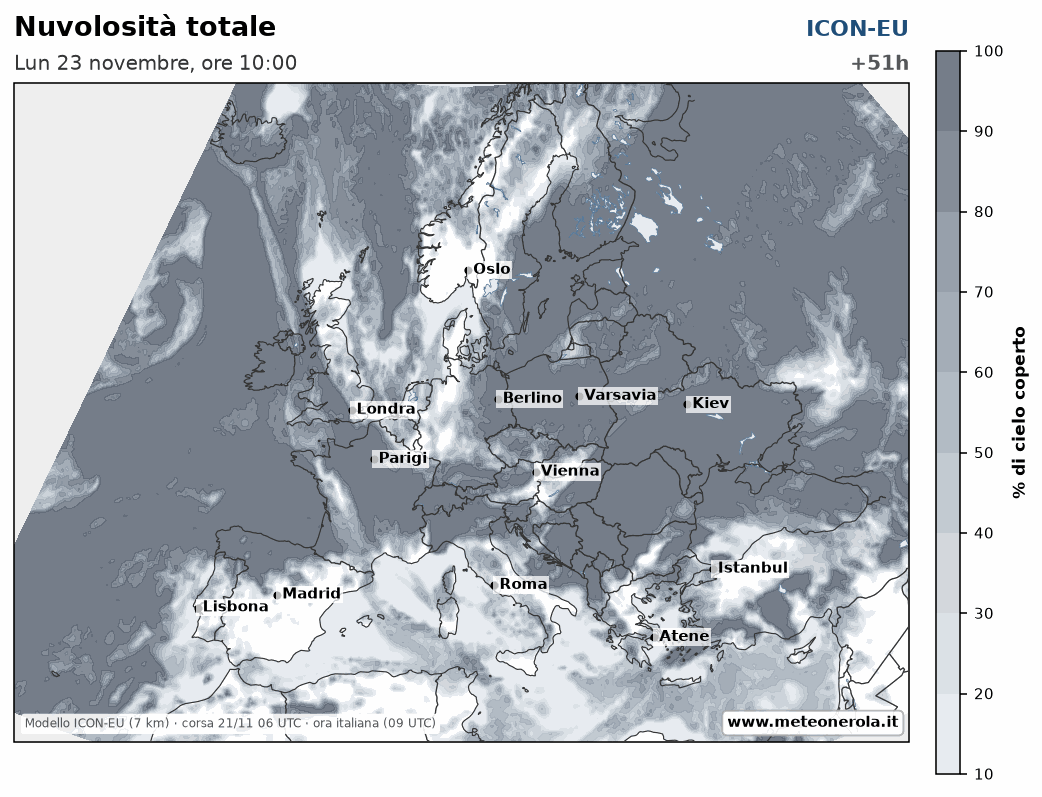 Nuvolosità totale
ICON-EU
Lun 23 novembre, ore 10:00
+51h
100
90
80
70
60
50
40
30
20
10
% di cielo coperto
Oslo
Berlino
Varsavia
Kiev
Londra
Parigi
Vienna
Istanbul
Roma
Madrid
Lisbona
Atene
Modello ICON-EU (7 km) · corsa 21/11 06 UTC · ora italiana (09 UTC)
www.meteonerola.it